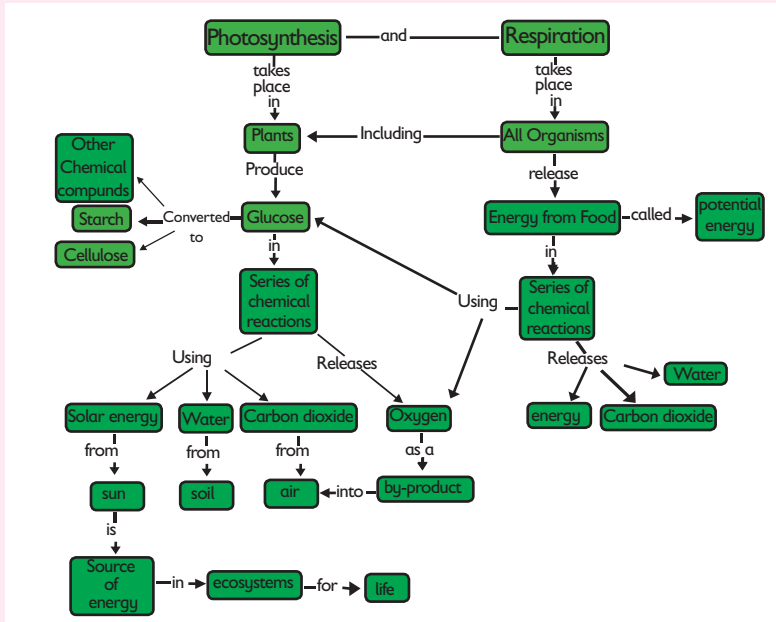 Photosynthesis and Respiration
takes
place
in
takes
place
in
Plants Including All Organisms
Produce
release
Other
Chemical
compunds
Starch
Cellulose
Converted
to
Glucose
Energy from Food called potential
energy
in
in
Series of
chemical
reactions
Using
Series of
chemical
reactions
Using
Releases
Releases
Water
energy
Carbon dioxide
Solar energy
Water
Carbon dioxide
Oxygen
from
from
from
as a
sun
soil
air
into
by-product
is
Source
of
energy
in
ecosystems
for
life